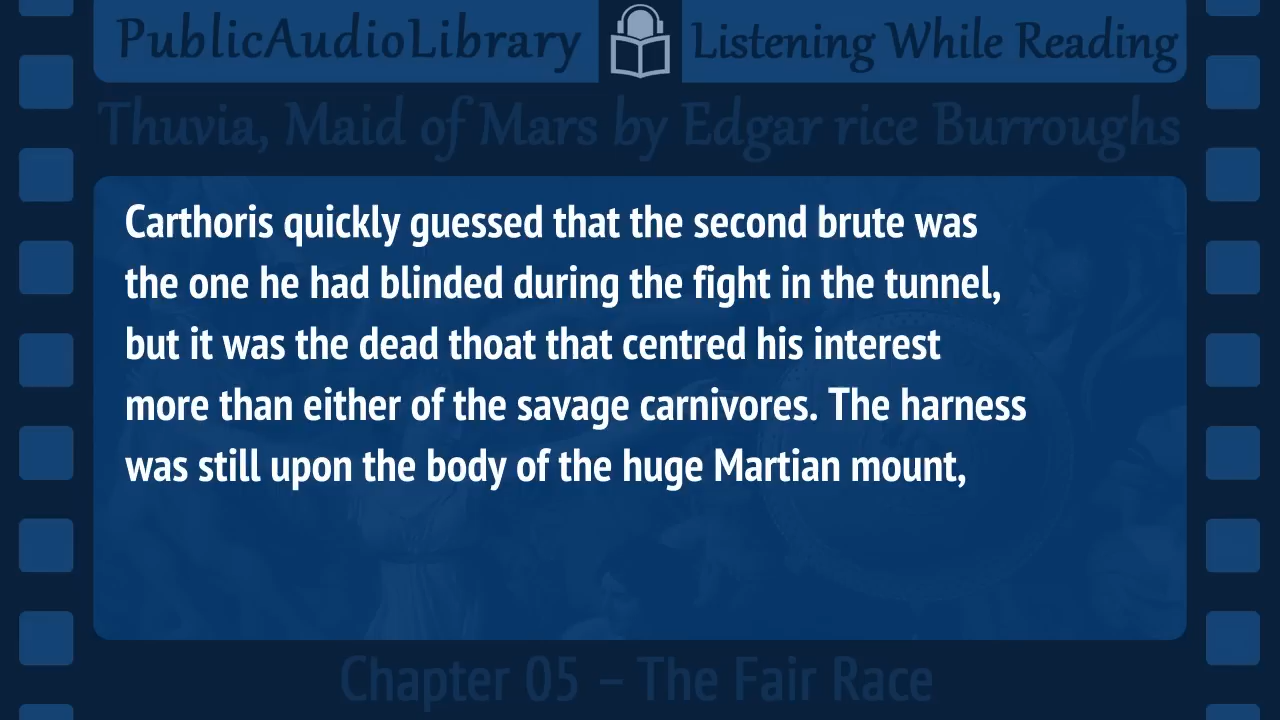 PublicAudioLibrary Listening While Reading
Thuvia, Maid of Mars by Edgar rice Burroughs
Carthoris quickly guessed that the second brute was
the one he had blinded during the fight in the tunnel,
but it was the dead thoat that centred his interest
more than either of the savage carnivores. The harness
was still upon the body of the huge Martian mount,
Chapter 05 – The Fair Race